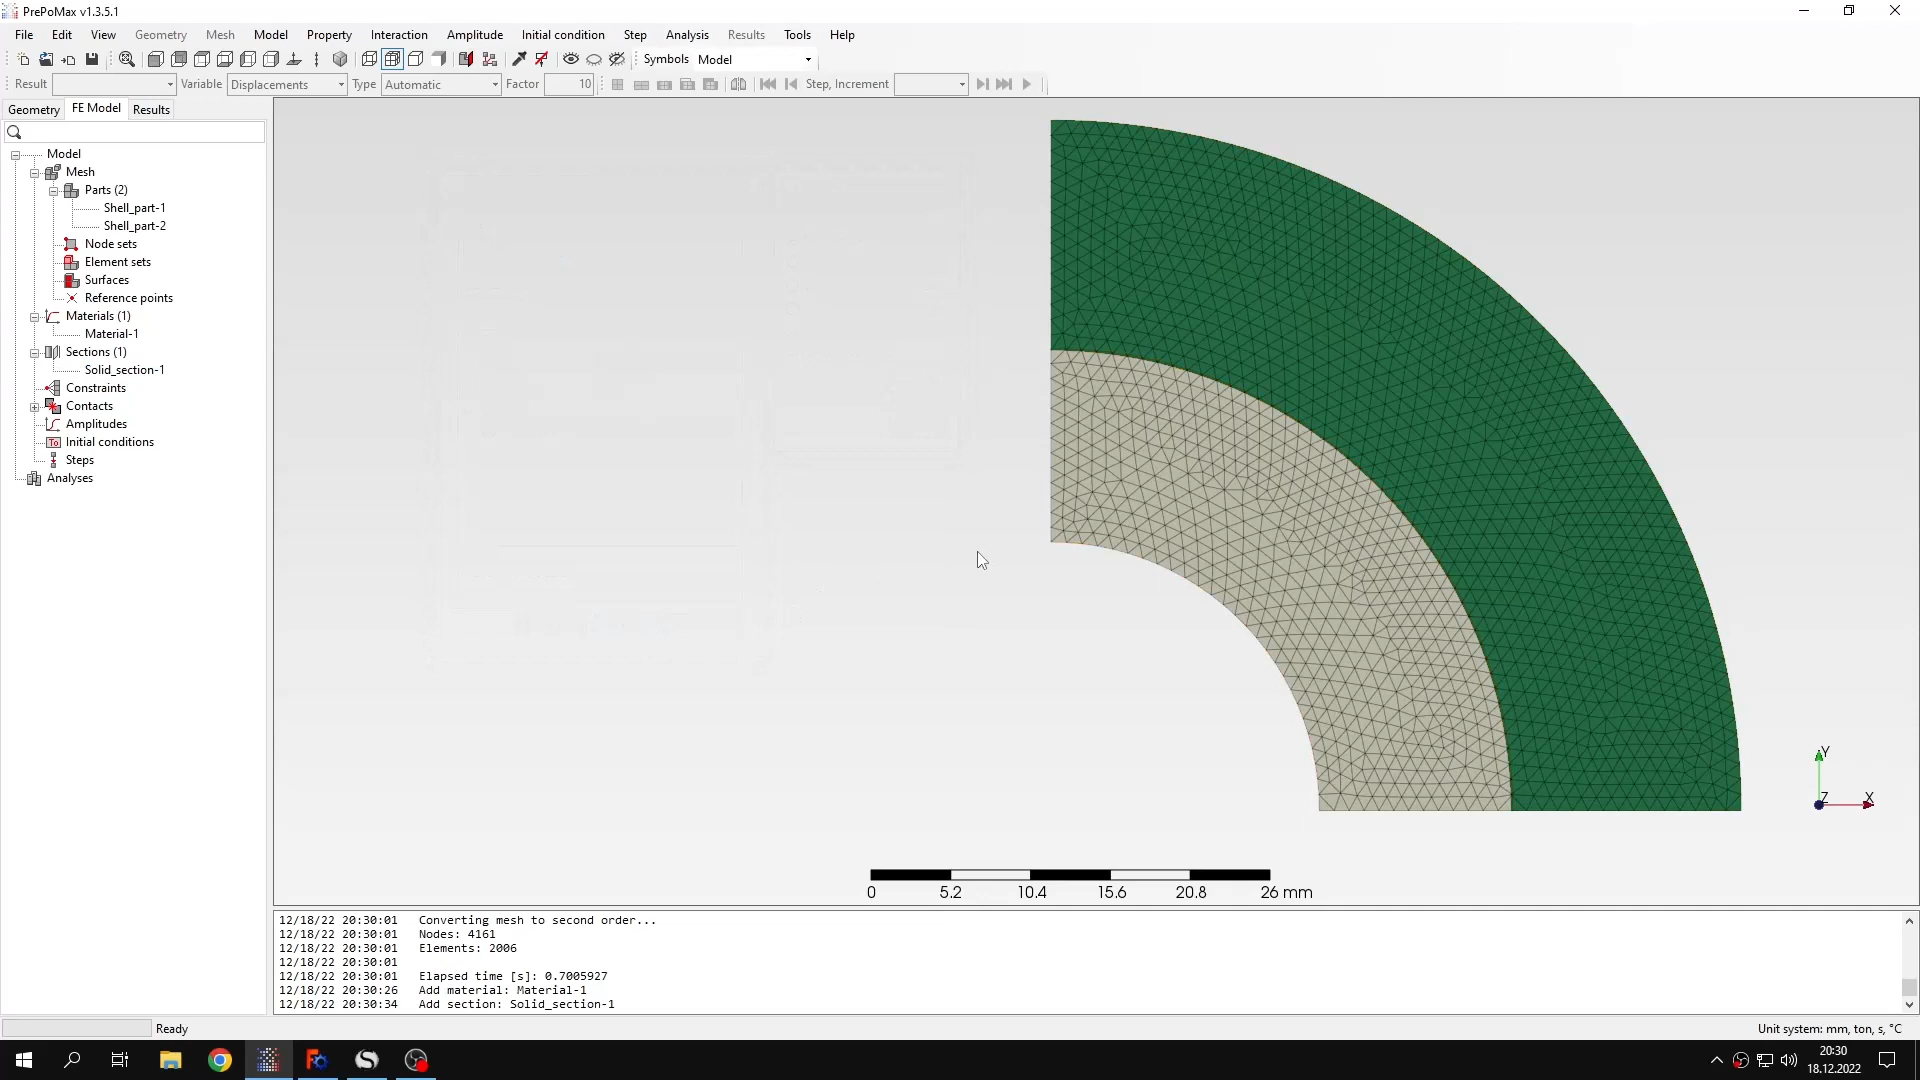 PrePoMax v1.3.5.1
File Edit View Geometry Mesh Model Property Interaction Amplitude Initial condition Step Analysis Results Tools Help
Symbols Model
Result Variable Displacements Type Automatic Factor 10 Step, Increment
Geometry FE Model Results
Model
Mesh
Parts (2)
Shell_part-1
Shell_part-2
Node sets
Element sets
Surfaces
Reference points
Materials (1)
Material-1
Sections (1)
Solid_section-1
Constraints
Contacts
Amplitudes
Initial conditions
Steps
Analyses
Y
Z X
0 5.2 10.4 15.6 20.8 26 mm
12/18/22 20:30:01 Converting mesh to second order...
12/18/22 20:30:01 Nodes: 4161
12/18/22 20:30:01 Elements: 2006
12/18/22 20:30:01
12/18/22 20:30:01 Elapsed time [s]: 0.7005927
12/18/22 20:30:26 Add material: Material-1
12/18/22 20:30:34 Add section: Solid_section-1
Ready Unit system: mm, ton, s, °C
20:30
18.12.2022